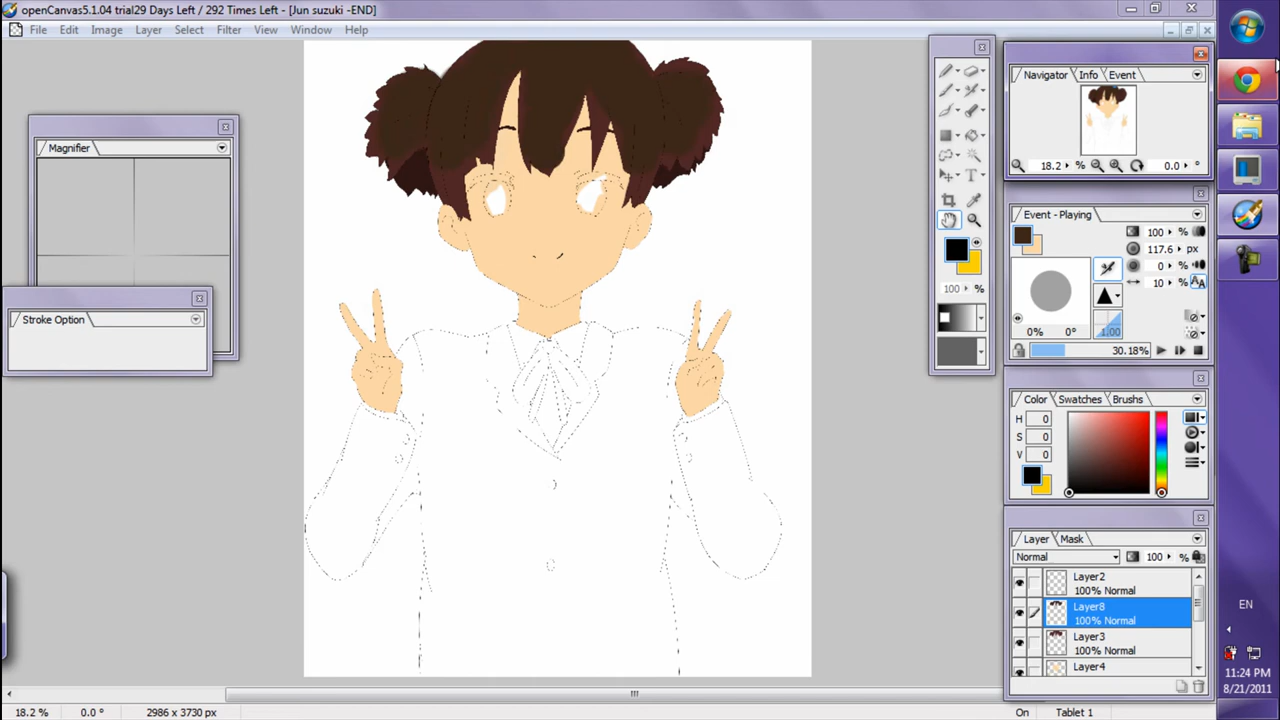 openCanvas5.1.04 trial29 Days Left / 292 Times Left - [Jun suzuki -END]
File Edit Image Layer Select Filter View Window Help
Magnifier
Stroke Option
100 %
Navigator Info Event
18.2 % 0.0 °
Event - Playing
100 %
117.6 px
0 %
10 %
0% 0° 1.00
30.18%
Color Swatches Brushes
H 0
S 0
V 0
Layer Mask
Normal 100 %
Layer2
100% Normal
Layer8
100% Normal
Layer3
100% Normal
Layer4
EN
11:24 PM
8/21/2011
18.2 % 0.0 ° 2986 x 3730 px On Tablet 1